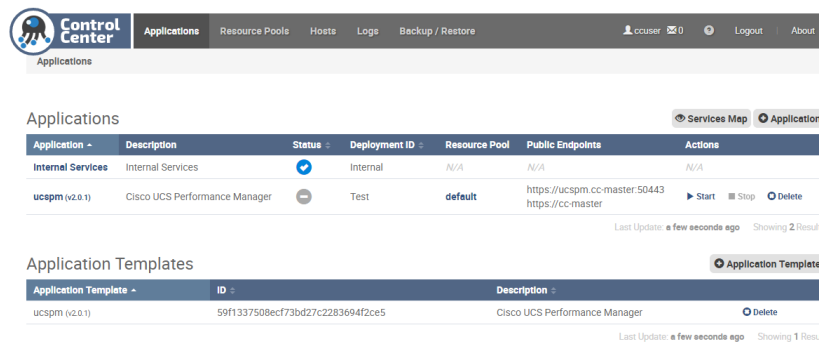 Control Center
Applications Resource Pools Hosts Logs Backup / Restore ccuser 0 Logout About
Applications
Applications Services Map Application
Application Description Status Deployment ID Resource Pool Public Endpoints Actions
Internal Services Internal Services Internal N/A N/A N/A
ucspm (v2.0.1) Cisco UCS Performance Manager Test default https://ucspm.cc-master:50443 Start Stop Delete
https://cc-master
Last Update: a few seconds ago Showing 2 Result
Application Templates Application Template
Application Template ID Description
ucspm (v2.0.1) 59f1337508ecf73bd27c2283694f2ce5 Cisco UCS Performance Manager Delete
Last Update: a few seconds ago Showing 1 Resu